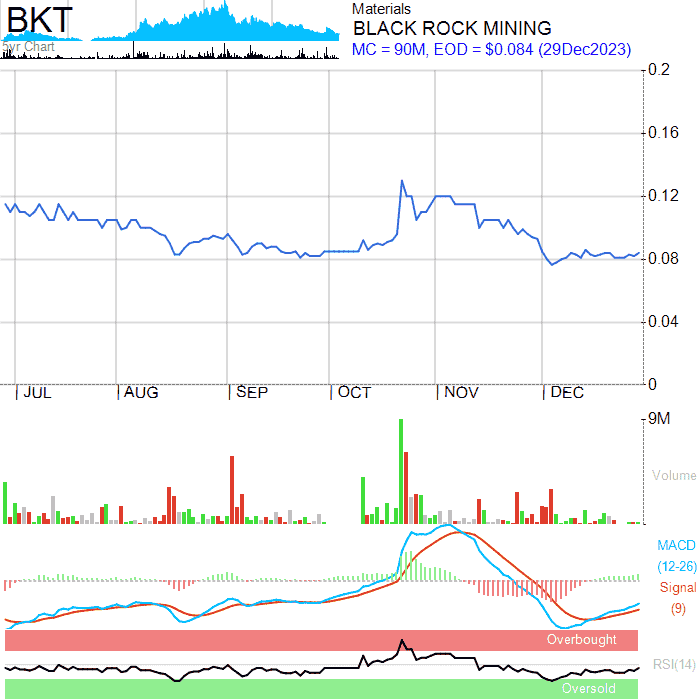 BKT
5yr Chart
Materials
BLACK ROCK MINING
MC = 90M, EOD = $0.084 (29Dec2023)
0.2
0.16
0.12
0.08
0.04
0
JUL AUG SEP OCT NOV DEC
9M
Volume
MACD
(12-26)
Signal
(9)
Overbought
RSI(14)
Oversold